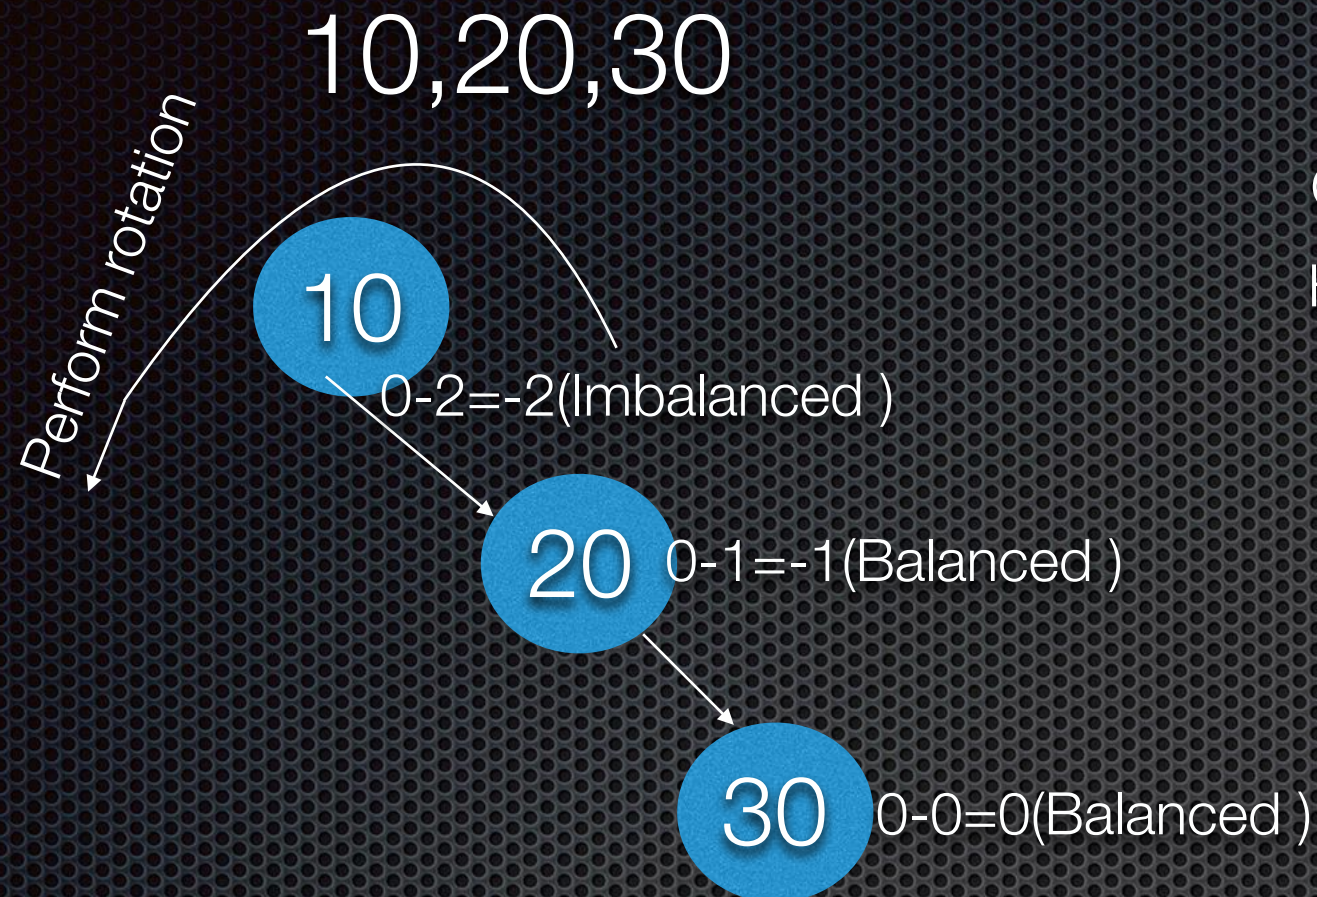 10,20,30
Perform rotation
10
0-2=-2(Imbalanced )
20
0-1=-1(Balanced )
30
0-0=0(Balanced )